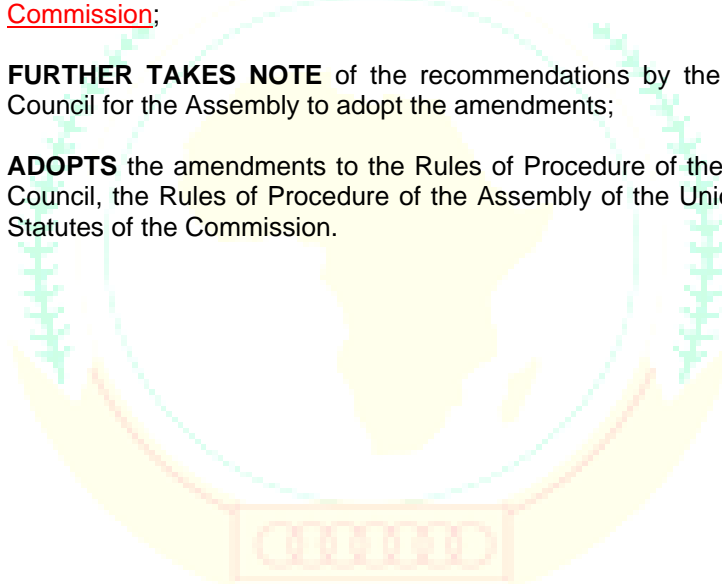 Commission;
FURTHER TAKES NOTE of the recommendations by the
Council for the Assembly to adopt the amendments;
ADOPTS the amendments to the Rules of Procedure of the
Council, the Rules of Procedure of the Assembly of the
Statutes of the Commission.